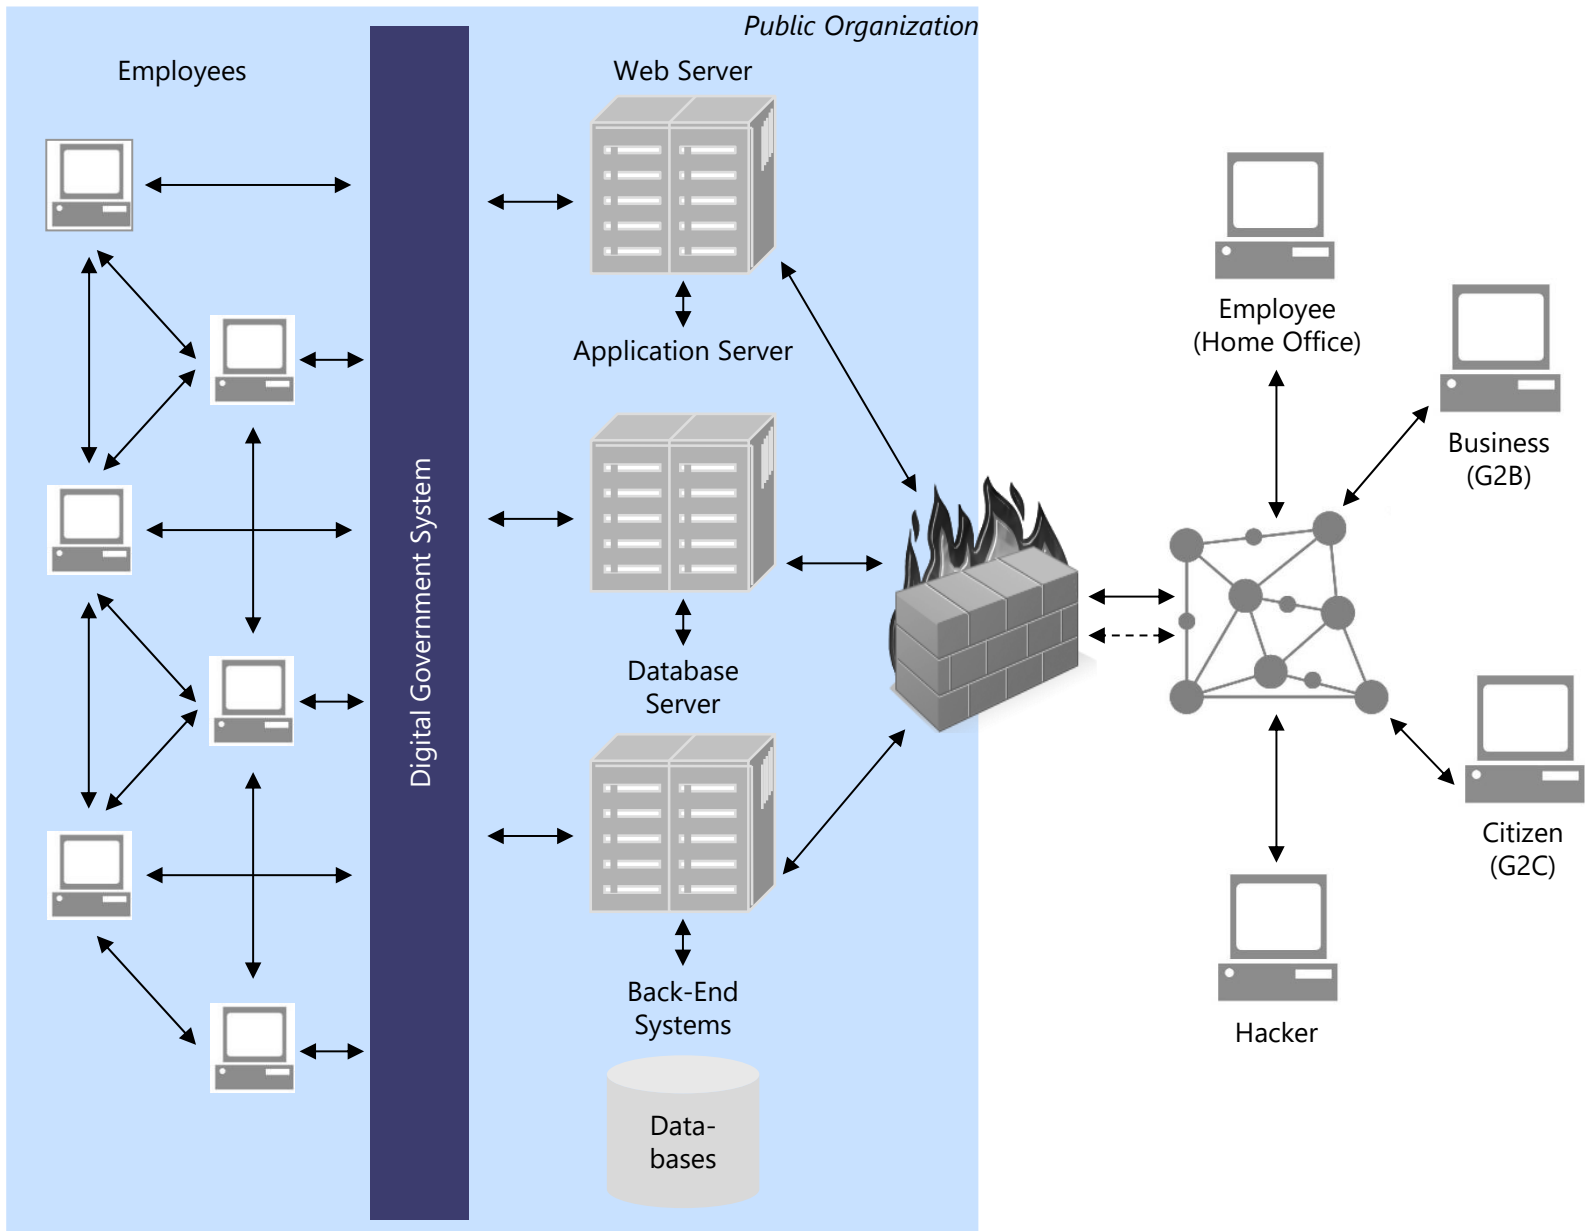 Public Organization
Employees
Web Server
Application Server
Digital Government System
Database
Server
Back-End
Systems
Data-
bases
Employee
(Home Office)
Business
(G2B)
Citizen
(G2C)
Hacker